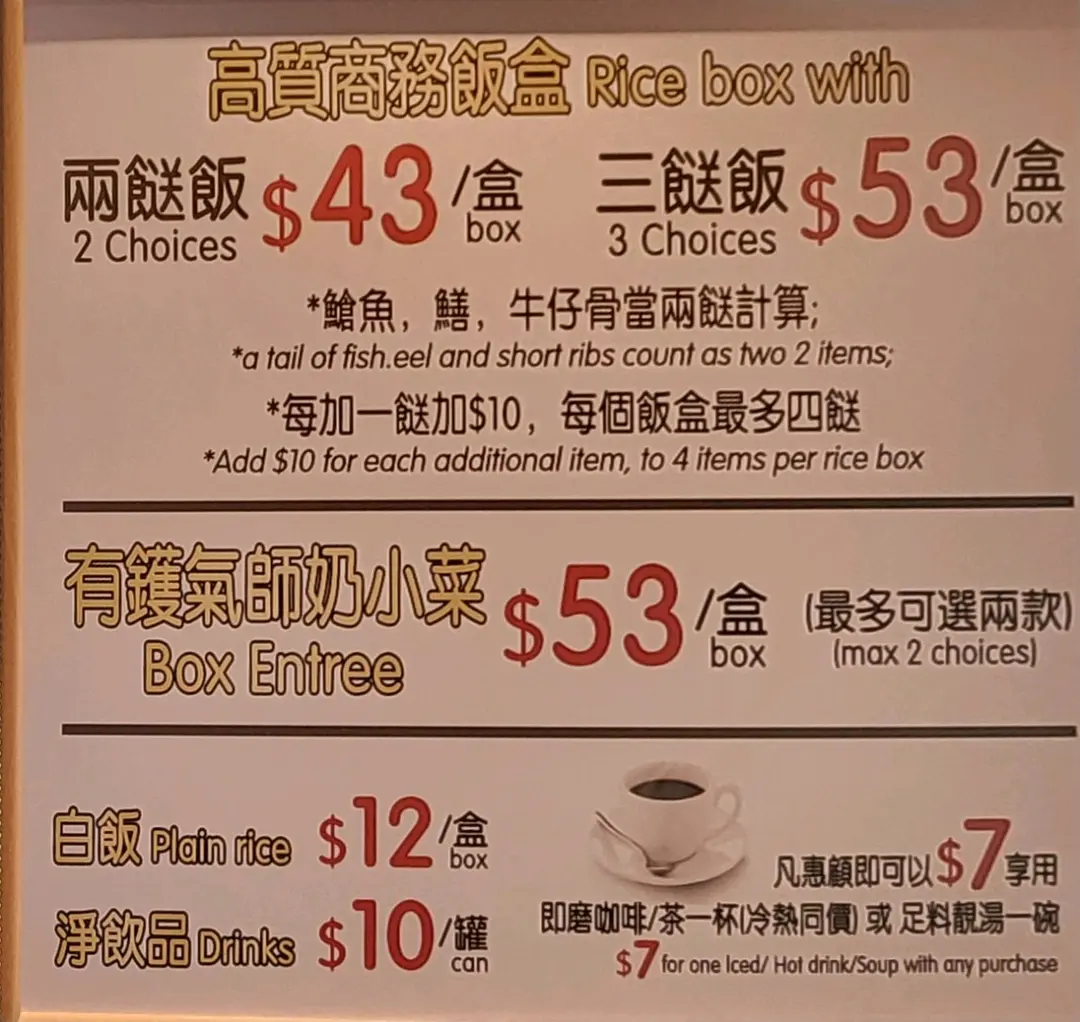 高質商務飯盒 Rice box with
兩餸飯 $43/盒
2 Choices box
三餸飯 $53/盒
3 Choices box
*鯧魚，鱔，牛仔骨當兩餸計算;
*a tail of fish.eel and short ribs count as two 2 items;
*每加一餸加$10，每個飯盒最多四餸
*Add $10 for each additional item, to 4 items per rice box
有鑊氣師奶小菜 $53/盒 (最多可選兩款)
Box Entree box (max 2 choices)
白飯 Plain rice $12/盒
box
淨飲品 Drinks $10/罐
can
凡惠顧即可以$7享用
即磨咖啡/茶一杯(冷熱同價) 或 足料靚湯一碗
$7 for one Iced/ Hot drink/Soup with any purchase